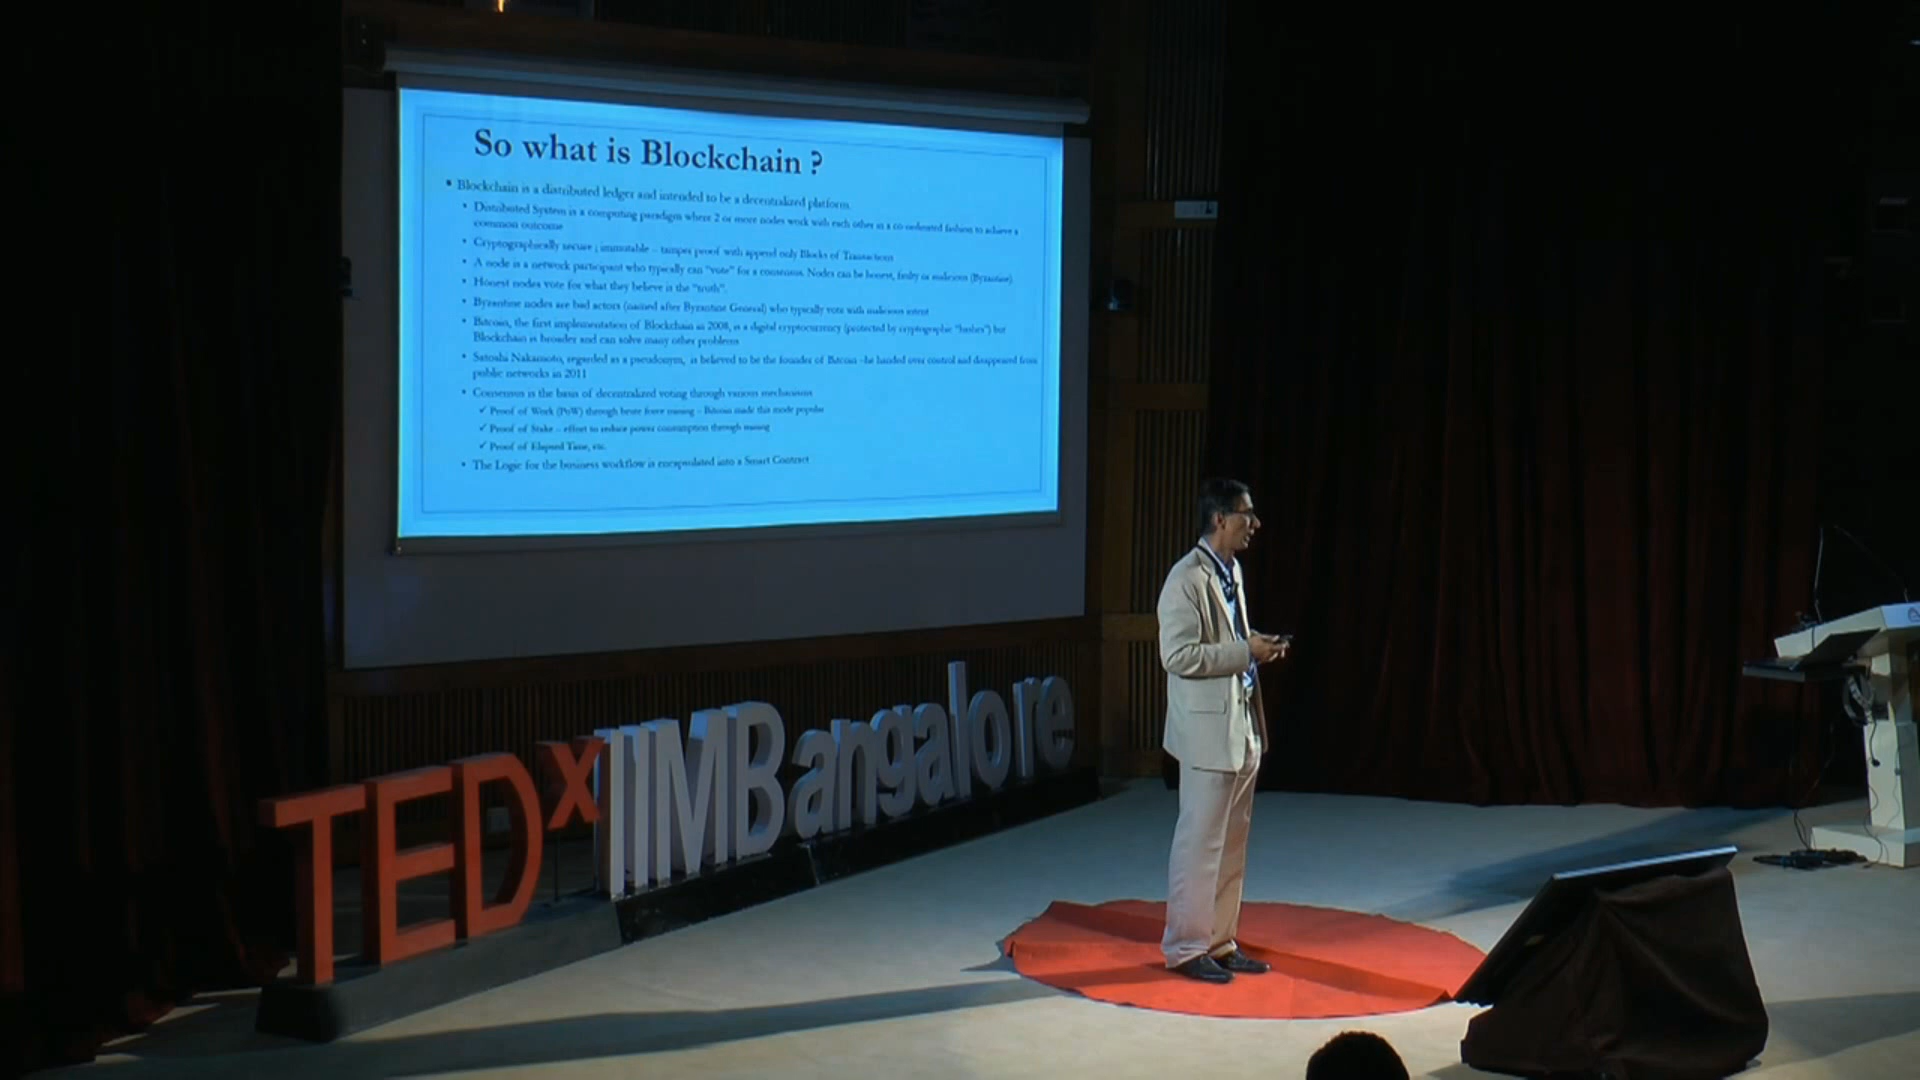 So what is Blockchain ?
• Blockchain is a distributed ledger and intended to be a decentralized platform.
• Distributed System is a computing paradigm where 2 or more nodes work with each other in a co-ordinated fashion to achieve a
common outcome
• Cryptographically secure ; immutable – tamper proof with append only Blocks of Transactions
• A node is a network participant who typically can "vote" for a consensus. Nodes can be honest, faulty or malicious (Byzantine)
• Honest nodes vote for what they believe is the "truth".
• Byzantine nodes are bad actors (named after Byzantine General) who typically vote with malicious intent
• Bitcoin, the first implementation of Blockchain in 2008, is a digital cryptocurrency (protected by cryptographic "hashes") but
Blockchain is broader and can solve many other problems
• Satoshi Nakamoto, regarded as a pseudonym, is believed to be the founder of Bitcoin –he handed over control and disappeared from
public networks in 2011
• Consensus is the basis of decentralized voting through various mechanisms
✓ Proof of Work (PoW) through brute force mining – Bitcoin made this mode popular
✓ Proof of Stake – effort to reduce power consumption through mining
✓ Proof of Elapsed Time, etc.
• The Logic for the business workflow is encapsulated into a Smart Contract
TEDxIIMBangalore